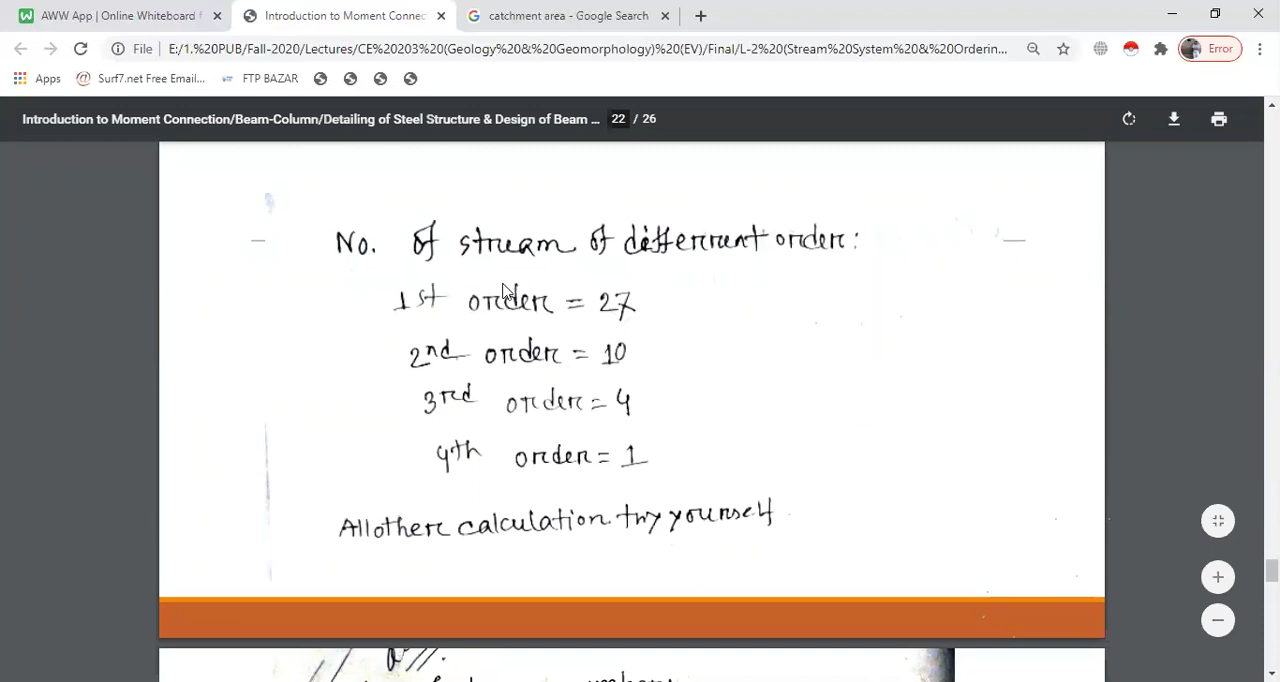 AWW App | Online Whiteboard f
Introduction to Moment Connec
catchment area - Google Search
File
E:/1.%20PUB/Fall-2020/Lectures/CE%20203%20(Geology%20&%20Geomorphology)%20(EV)/Final/L-2%20(Stream%20System%20&%20Orderin...
Error
Apps
Surf7.net Free Email...
FTP BAZAR
Introduction to Moment Connection/Beam-Column/Detailing of Steel Structure & Design of Beam ...
22 / 26
No. of stream of different order:
1st order = 27
2nd order = 10
3rd order = 4
4th order = 1
All other calculation try yourself